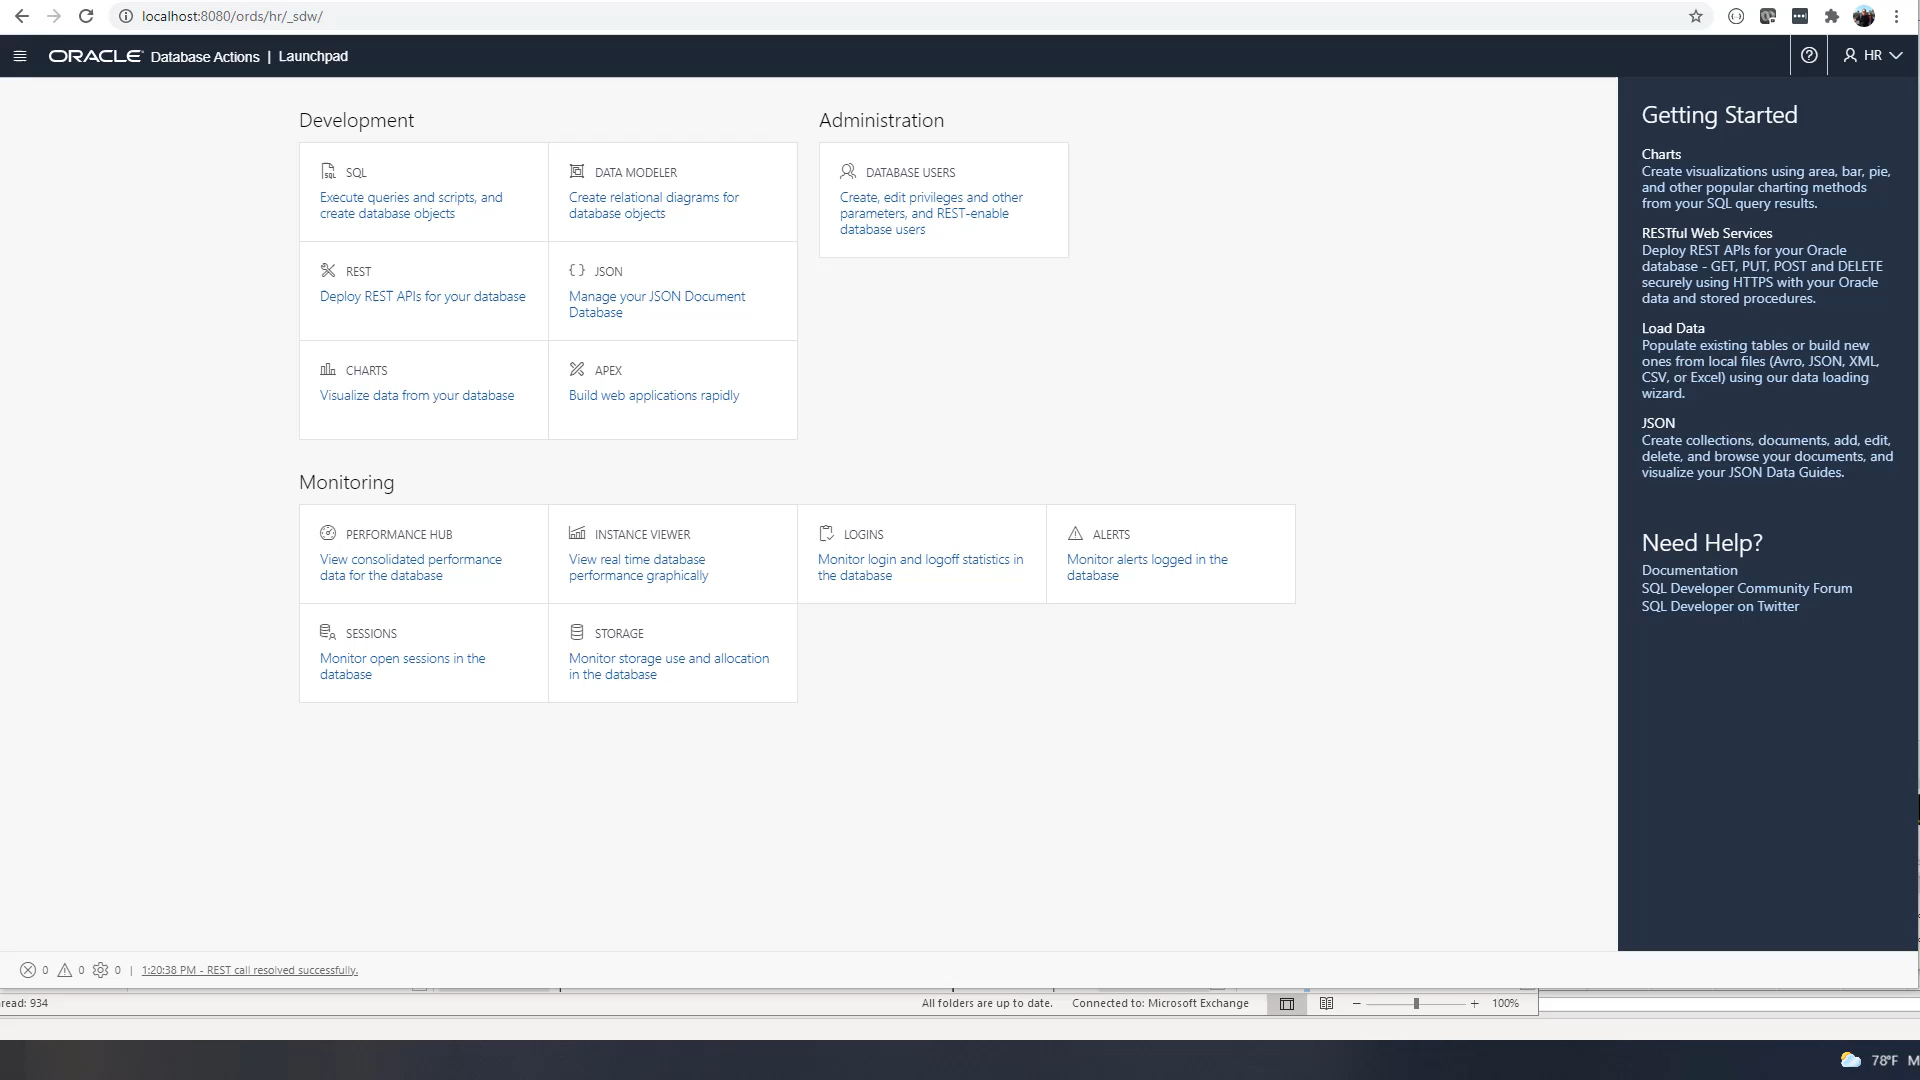 localhost:8080/ords/hr/_sdw/
ORACLE Database Actions | Launchpad
HR
Development
SQL
Execute queries and scripts, and
create database objects
DATA MODELER
Create relational diagrams for
database objects
REST
Deploy REST APIs for your database
{ } JSON
Manage your JSON Document
Database
CHARTS
Visualize data from your database
APEX
Build web applications rapidly
Administration
DATABASE USERS
Create, edit privileges and other
parameters, and REST-enable
database users
Monitoring
PERFORMANCE HUB
View consolidated performance
data for the database
INSTANCE VIEWER
View real time database
performance graphically
LOGINS
Monitor login and logoff statistics in
the database
ALERTS
Monitor alerts logged in the
database
SESSIONS
Monitor open sessions in the
database
STORAGE
Monitor storage use and allocation
in the database
Getting Started
Charts
Create visualizations using area, bar, pie,
and other popular charting methods
from your SQL query results.
RESTful Web Services
Deploy REST APIs for your Oracle
database - GET, PUT, POST and DELETE
securely using HTTPS with your Oracle
data and stored procedures.
Load Data
Populate existing tables or build new
ones from local files (Avro, JSON, XML,
CSV, or Excel) using our data loading
wizard.
JSON
Create collections, documents, add, edit,
delete, and browse your documents, and
visualize your JSON Data Guides.
Need Help?
Documentation
SQL Developer Community Forum
SQL Developer on Twitter
0 0 0 | 1:20:38 PM - REST call resolved successfully.
read: 934 All folders are up to date. Connected to: Microsoft Exchange 100%
78°F M